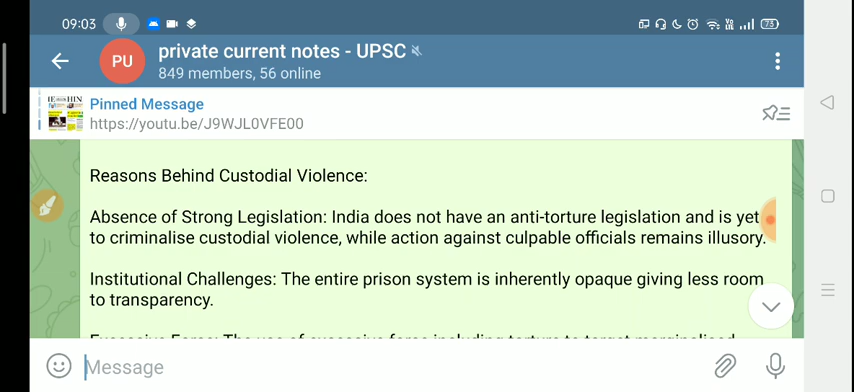 09:03
73
PU
private current notes - UPSC
849 members, 56 online
Pinned Message
https://youtu.be/J9WJL0VFE00
Reasons Behind Custodial Violence:
Absence of Strong Legislation: India does not have an anti-torture legislation and is yet
to criminalise custodial violence, while action against culpable officials remains illusory.
Institutional Challenges: The entire prison system is inherently opaque giving less room
to transparency.
Excessive Force: The use of excessive force including torture to target marginalised
Message